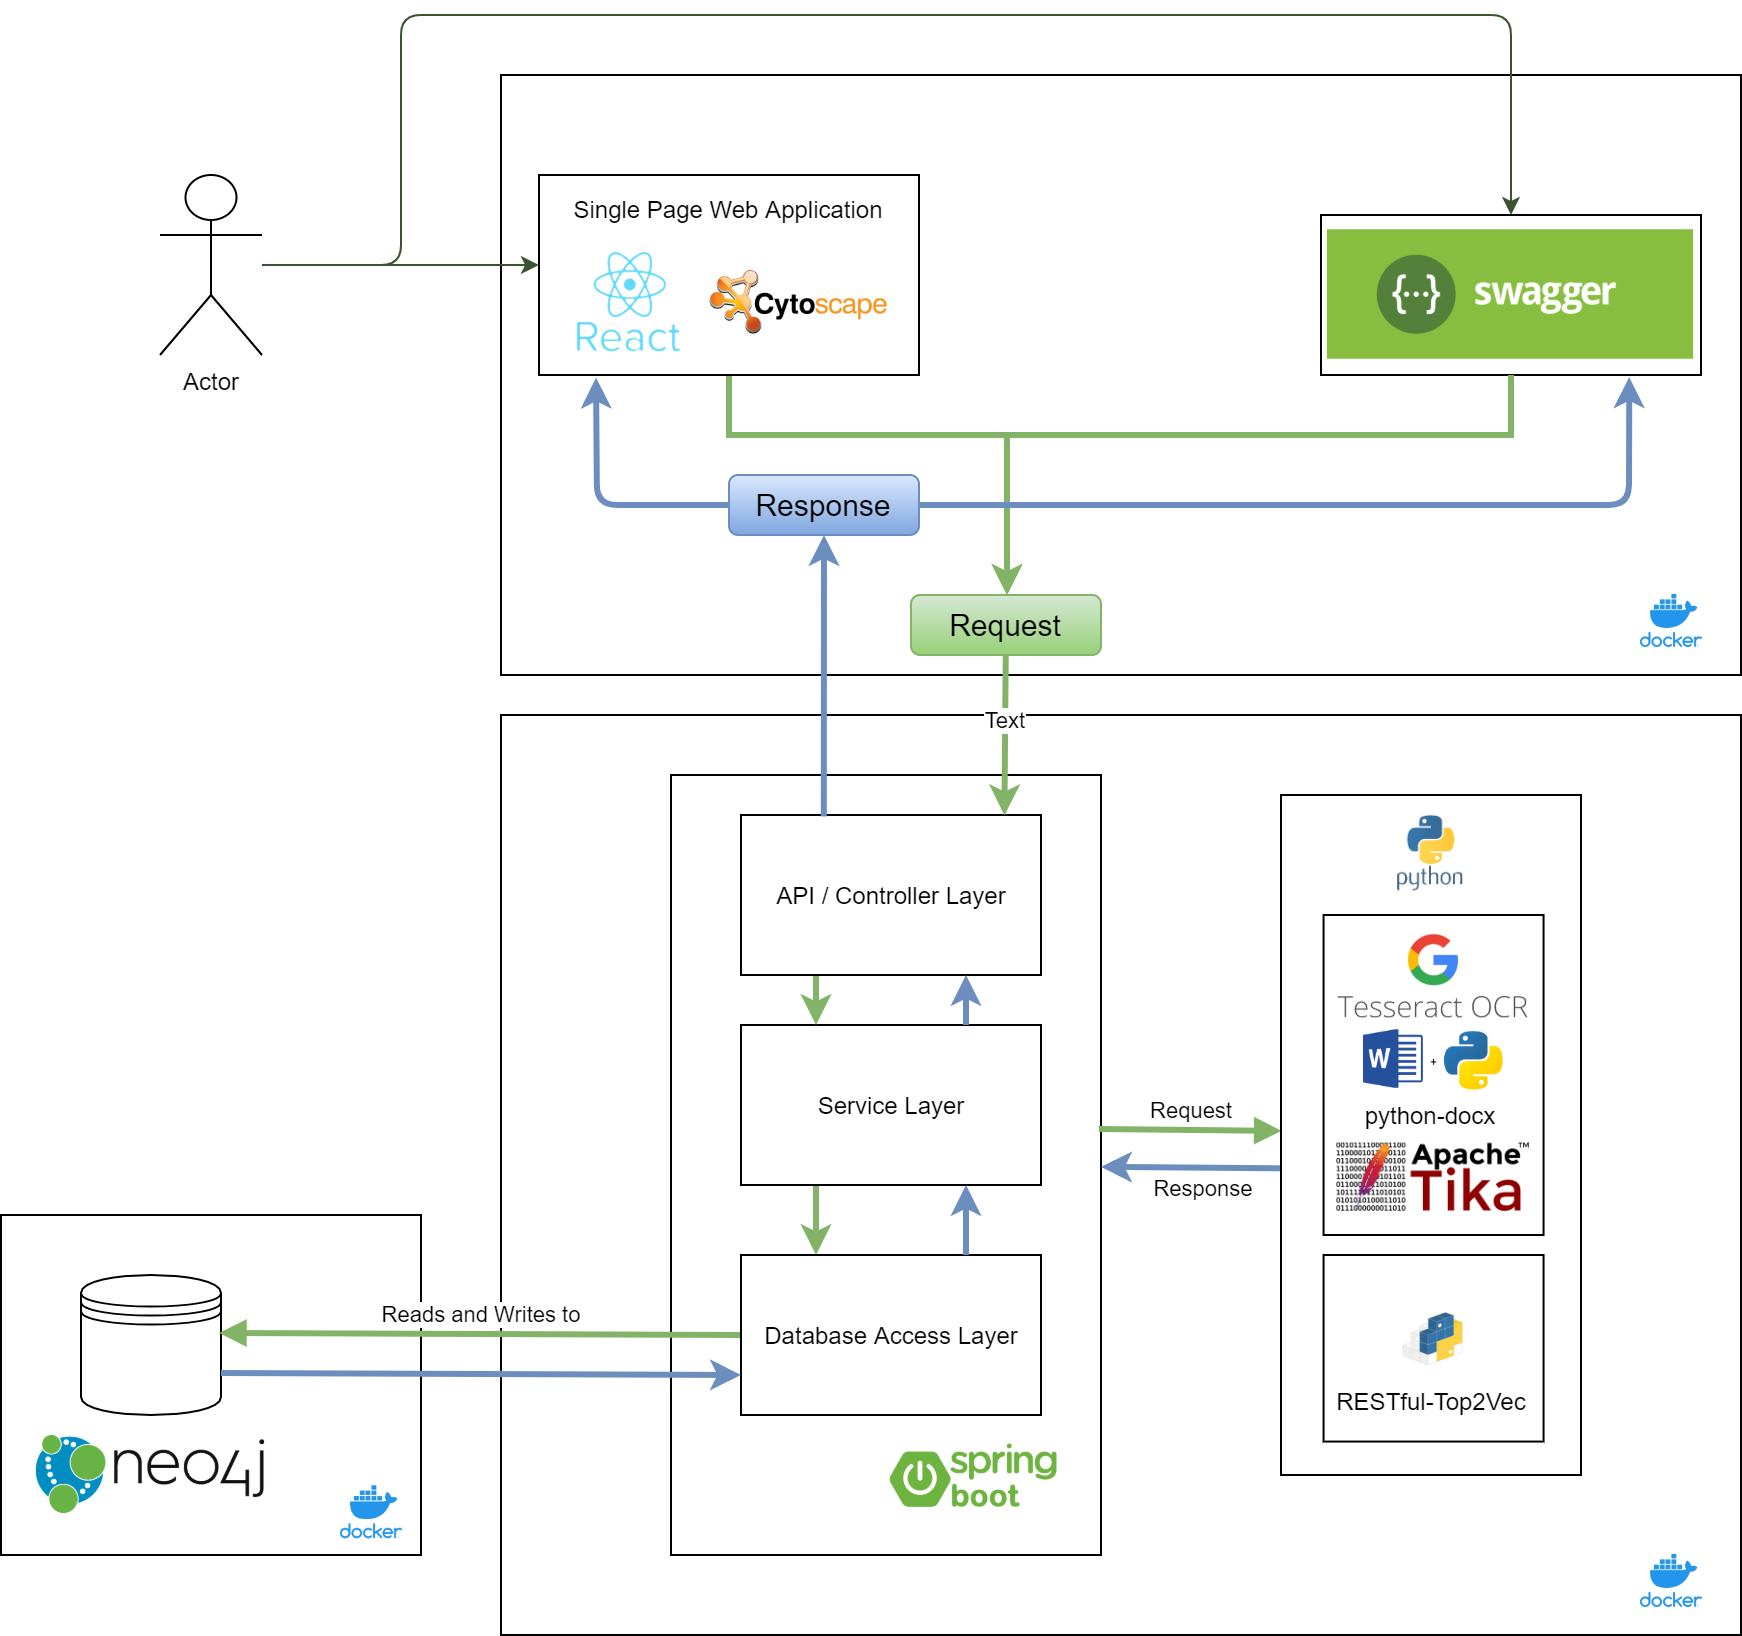 Single Page Web Application
React
Cytoscape
{···}
swagger
Actor
Response
Request
docker
Text
API / Controller Layer
python
Tesseract OCR
W
+
python-docx
Service Layer
Request
Response
Apache™
Tika
Reads and Writes to
Database Access Layer
RESTful-Top2Vec
neo4j
docker
spring
boot
docker